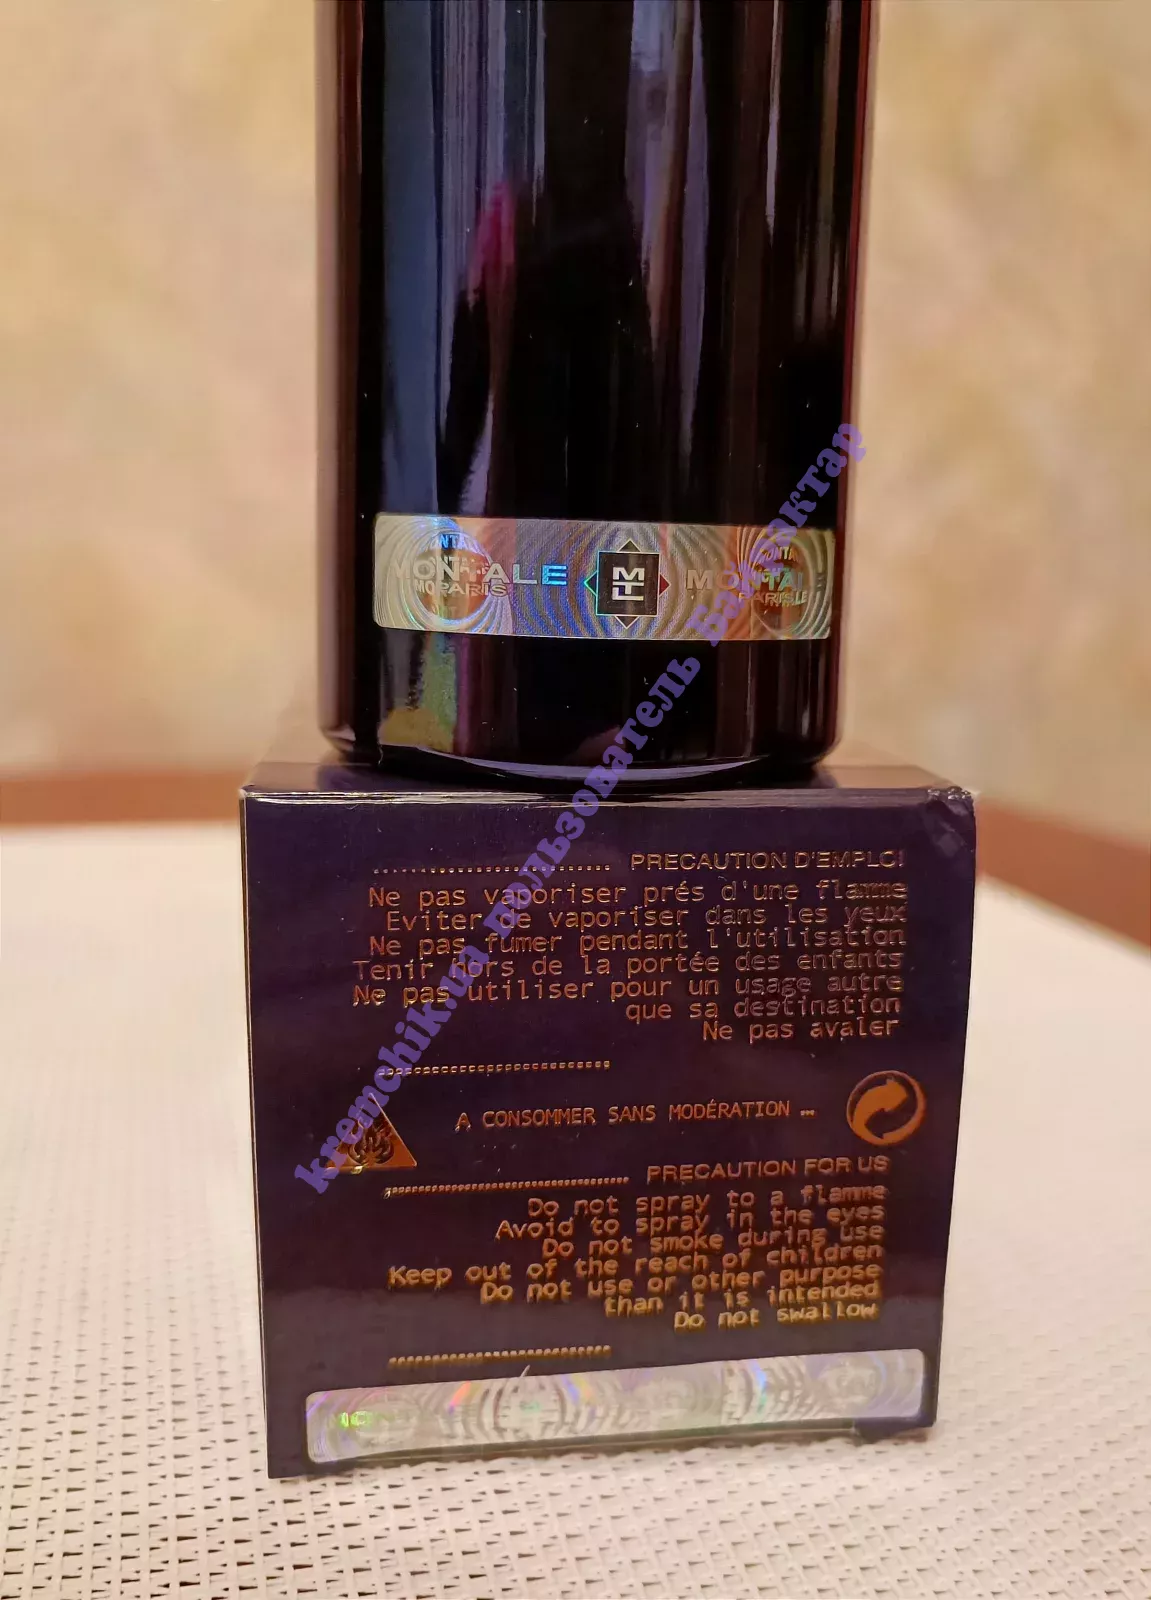 MONTALE
PARIS
MTL
MONTALE
PARIS
PRECAUTION D'EMPLOI
Ne pas vaporiser prés d'une flamme
Eviter de vaporiser dans les yeux
Ne pas fumer pendant l'utilisation
Tenir hors de la portée des enfants
Ne pas utiliser pour un usage autre
que sa destination
Ne pas avaler
A CONSOMMER SANS MODÉRATION ...
PRECAUTION FOR US
Do not spray to a flamme
Avoid to spray in the eyes
Do not smoke during use
Keep out of the reach of children
Do not use or other purpose
than it is intended
Do not swallow
kremchik.ua пользователь Байрактар